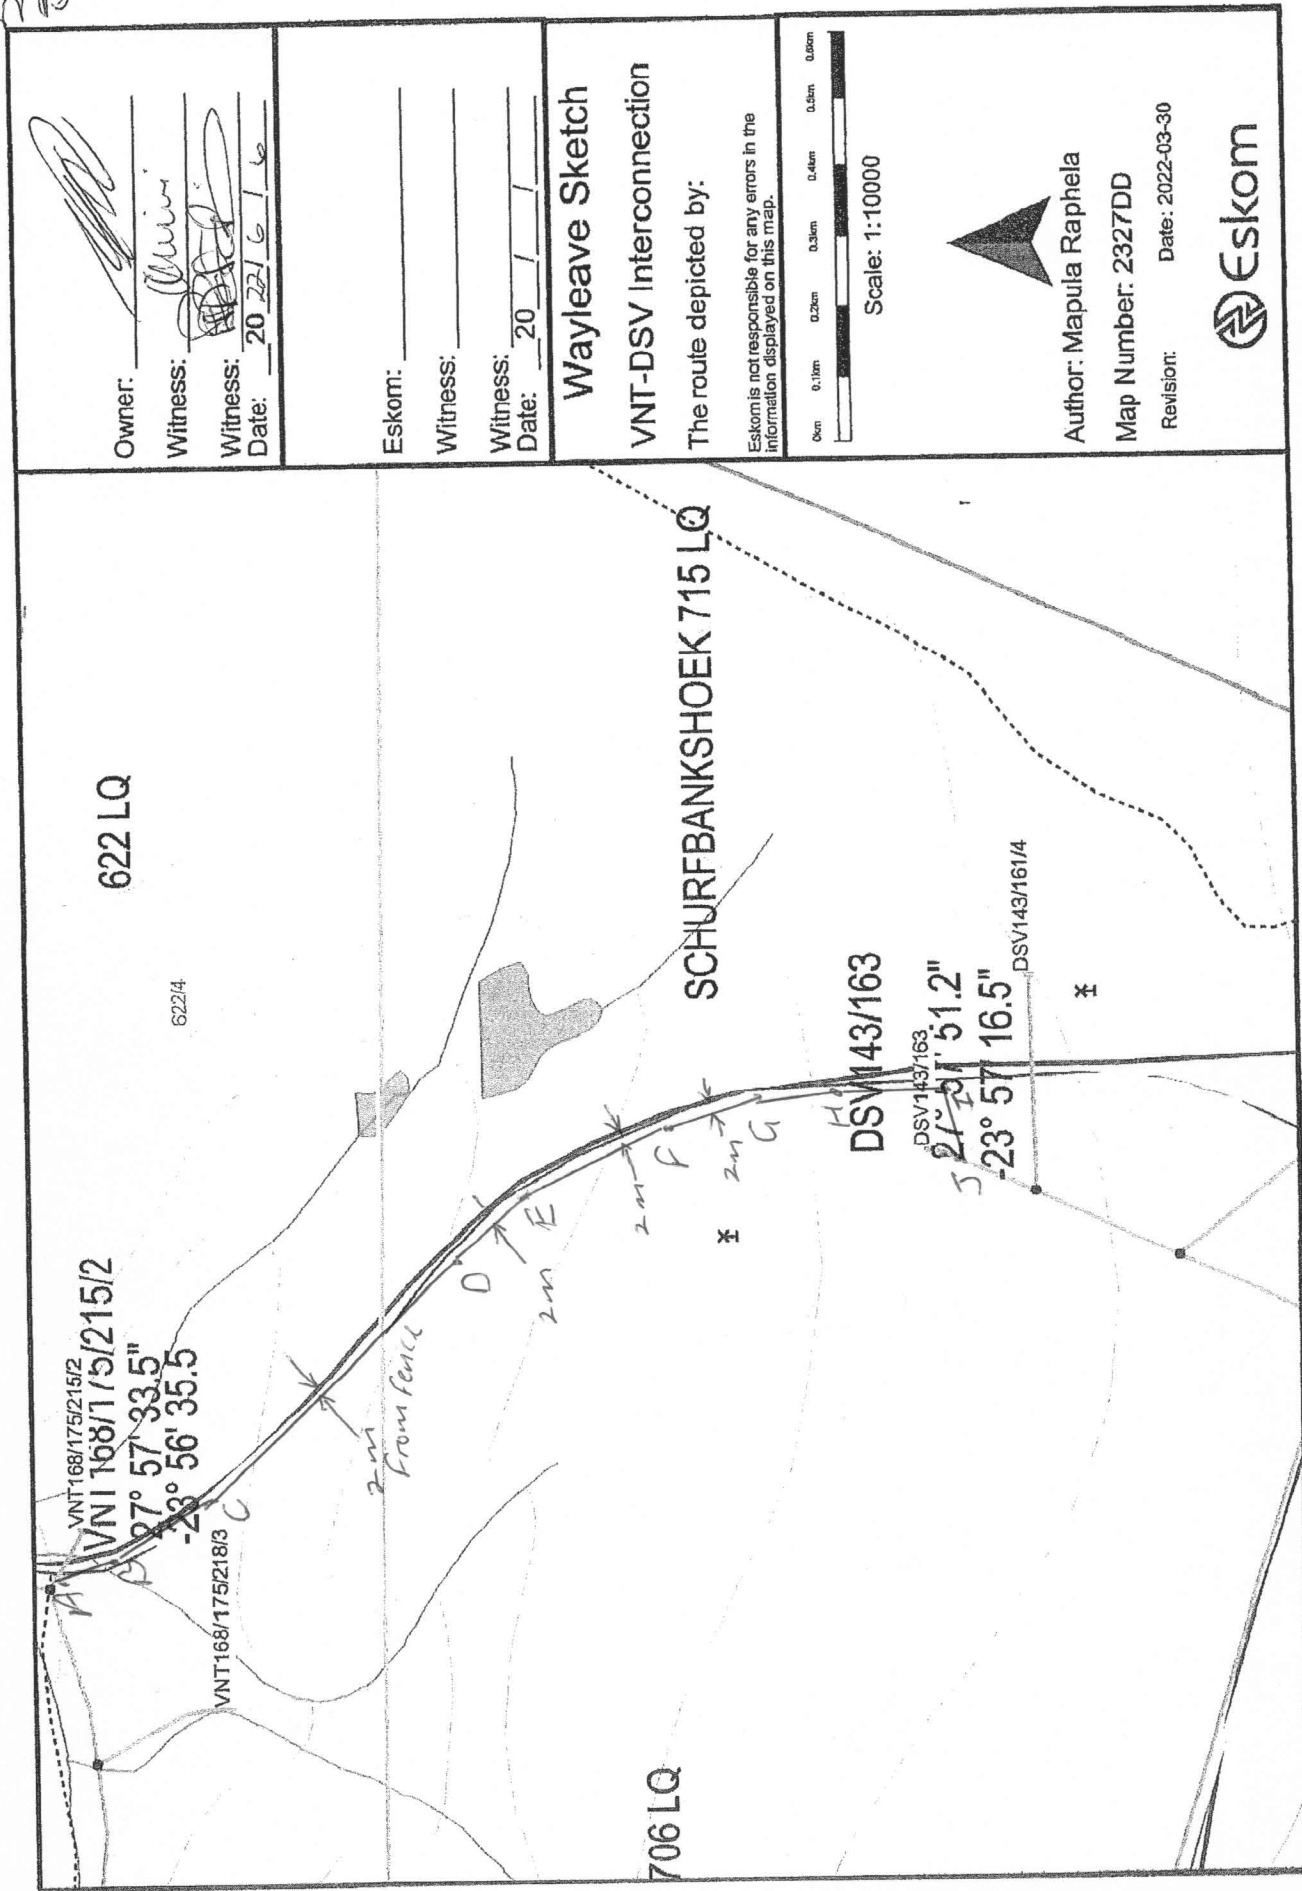 622 LQ
622/4
VNT168/175/215/2
VNT168/175/215/2
27° 57' 33.5"
-23° 56' 35.5
VNT168/175/218/3
A
B
C
2m
From Fence
D
2m
E
2m
F
2m
G
H
SCHURFBANKSHOEK 715 LQ
DSV143/163
DSV143/163
27° 57' 51.2"
-23° 57' 16.5"
I
J
DSV143/161/4
706 LQ
Owner:
Witness:
Witness:
Date: 20 22/6/6
Eskom:
Witness:
Witness:
Date: 20 / /
Wayleave Sketch
VNT-DSV Interconnection
The route depicted by:
Eskom is not responsible for any errors in the
information displayed on this map.
0km 0.1km 0.2km 0.3km 0.4km 0.5km 0.6km
Scale: 1:10000
Author: Mapula Raphela
Map Number: 2327DD
Revision: Date: 2022-03-30
Eskom